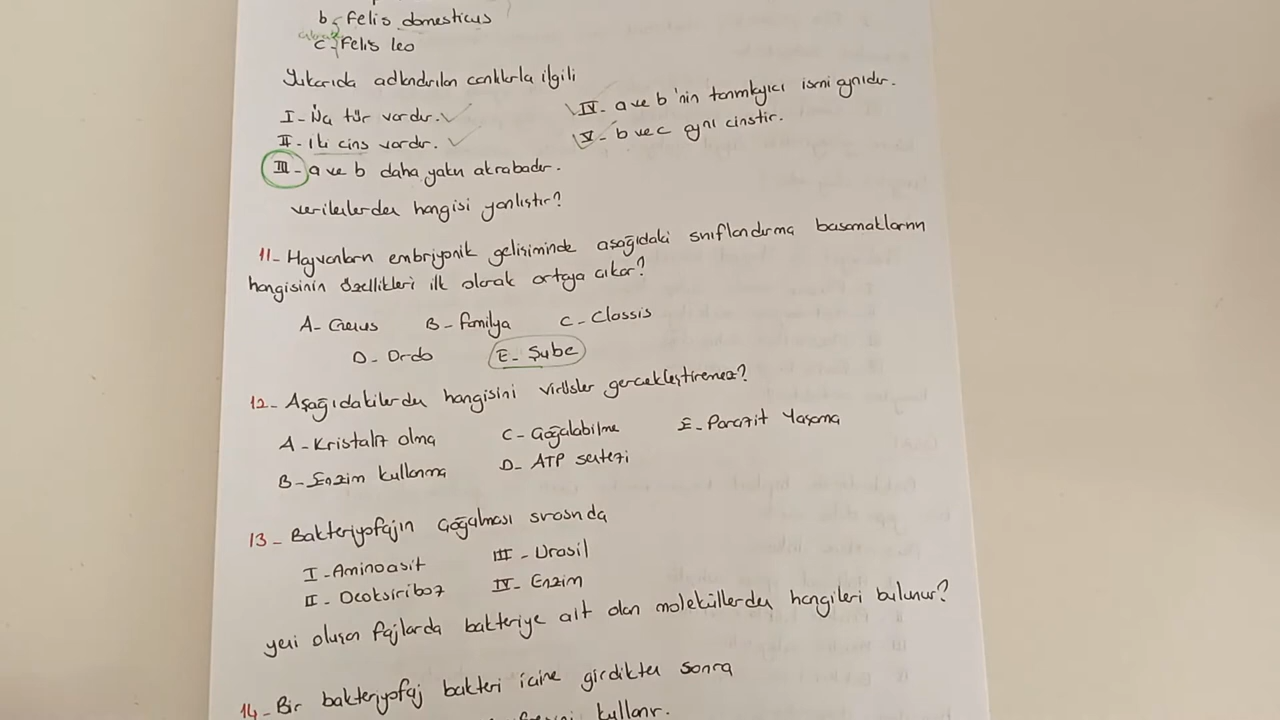 b- Felis domesticus
c- Felis leo
Yukarıda adlandırılan canlılarla ilgili
I- Üç tür vardır.
II- İki cins vardır.
III- a ve b daha yakın akrabadır.
IV- a ve b'nin tanımlayıcı ismi aynıdır.
V- b ve c aynı cinstir.
verilenlerden hangisi yanlıştır?
11- Hayvanların embriyonik gelişiminde aşağıdaki sınıflandırma basamaklarının
hangisinin özellikleri ilk olarak ortaya çıkar?
A- Genus B- Familya C- Classis
D- Ordo E- Şube
12- Aşağıdakilerden hangisini virüsler gerçekleştiremez?
A- Kristalize olma C- Çoğalabilme E- Parazit Yaşama
B- Enzim kullanma D- ATP sentezi
13- Bakteriyofajın çoğalması sırasında
I- Aminoasit III- Urasil
II- Deoksiriboz IV- Enzim
yeni oluşan fajlarda bakteriye ait olan moleküllerden hangileri bulunur?
14- Bir bakteriyofaj bakteri içine girdikten sonra
kullanır.